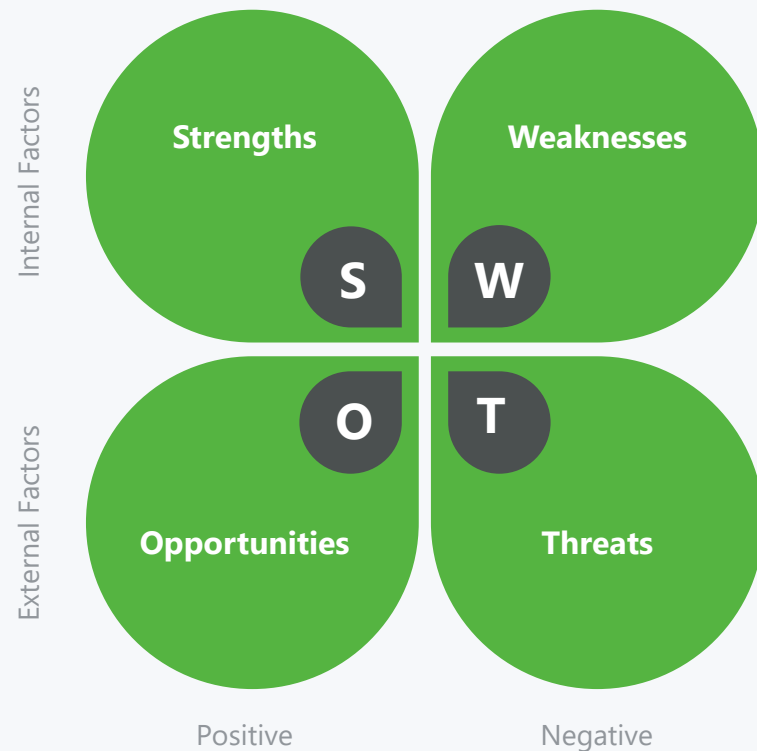 Internal Factors
Strengths
Weaknesses
S
W
O
T
External Factors
Opportunities
Threats
Positive
Negative